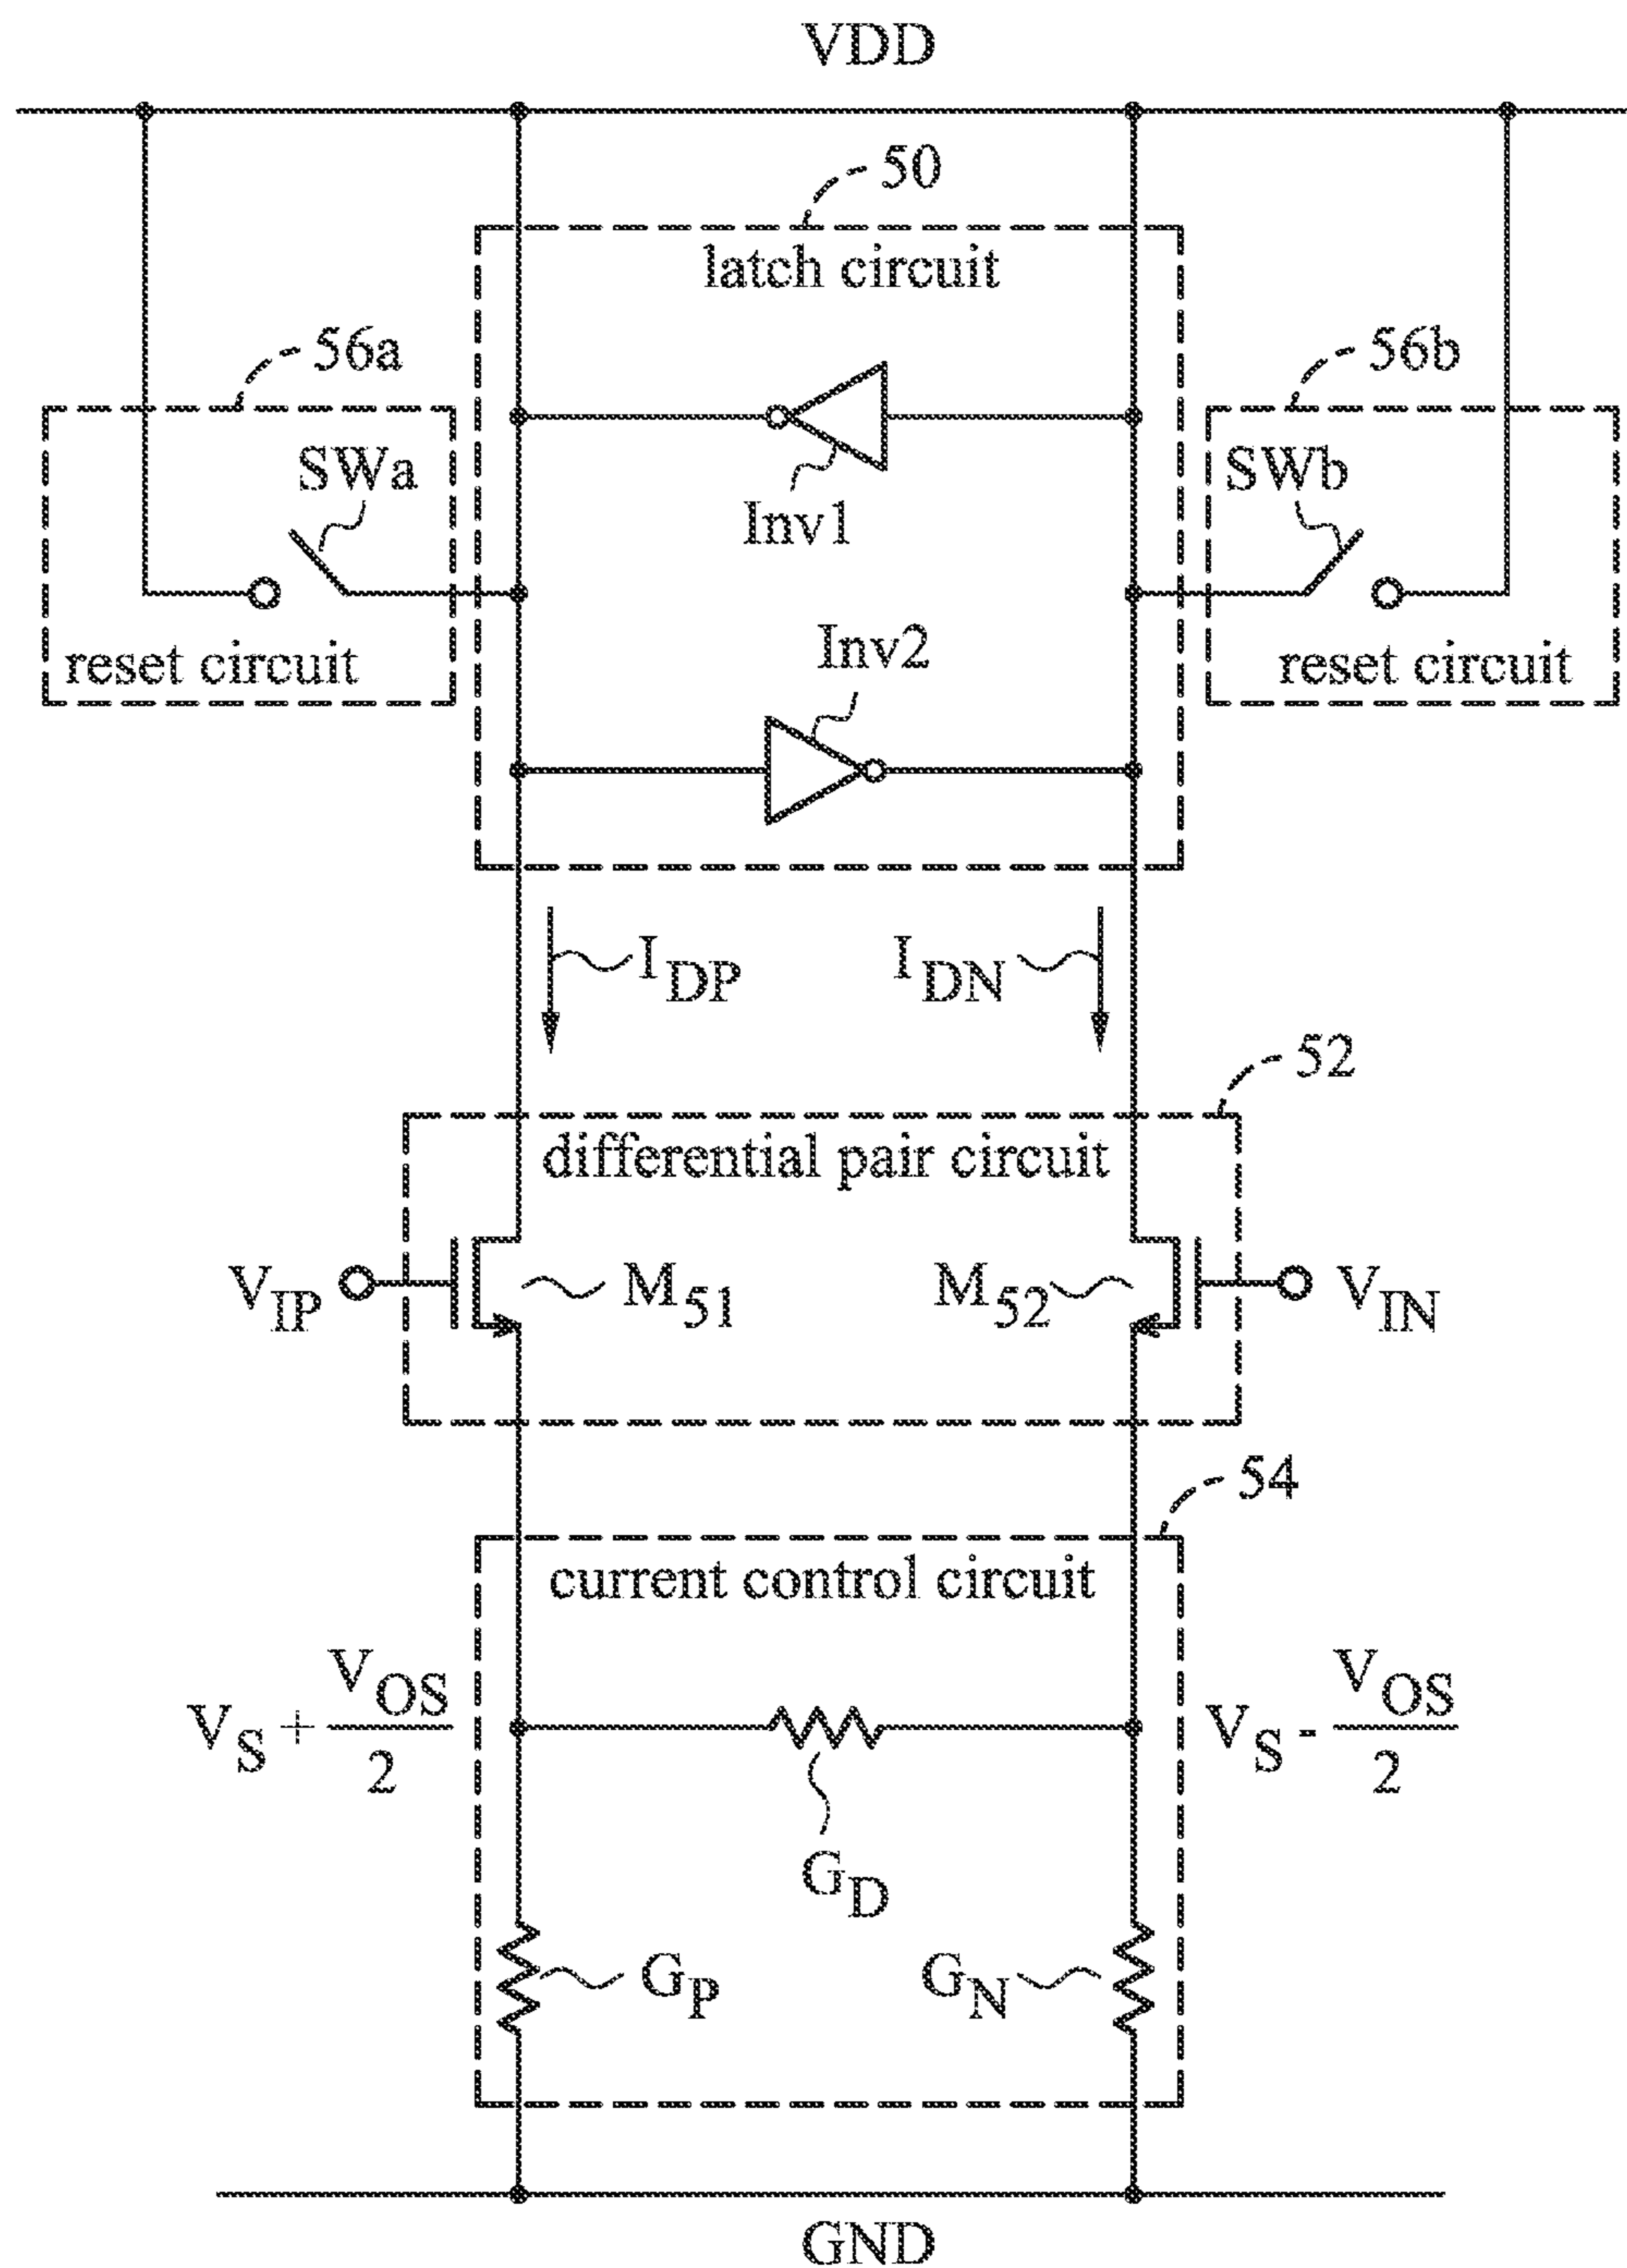 VDD
50
latch circuit
56a
56b
SWa
SWb
Inv1
Inv2
reset circuit
reset circuit
I_DP
I_DN
52
differential pair circuit
V_IP
M_51
M_52
V_IN
54
current control circuit
V_S + V_OS/2
V_S - V_OS/2
G_D
G_P
G_N
GND